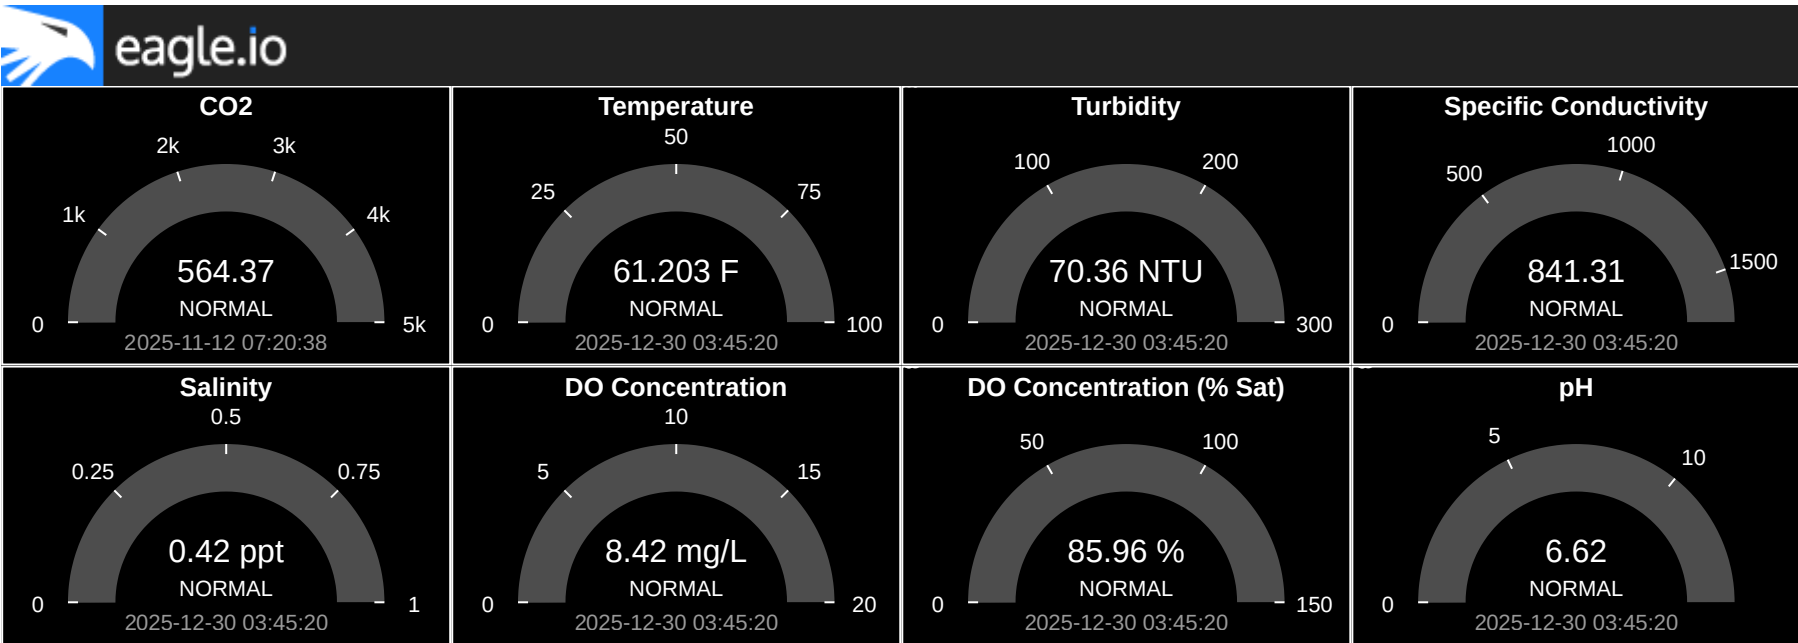 eagle.io
CO2
2k
3k
1k
4k
564.37
NORMAL
0
5k
2025-11-12 07:20:38
Temperature
50
25
75
61.203 F
NORMAL
0
100
2025-12-30 03:45:20
Turbidity
100
200
70.36 NTU
NORMAL
0
300
2025-12-30 03:45:20
Specific Conductivity
1000
500
1500
841.31
NORMAL
0
2025-12-30 03:45:20
Salinity
0.5
0.25
0.75
0.42 ppt
NORMAL
0
1
2025-12-30 03:45:20
DO Concentration
10
5
15
8.42 mg/L
NORMAL
0
20
2025-12-30 03:45:20
DO Concentration (% Sat)
50
100
85.96 %
NORMAL
0
150
2025-12-30 03:45:20
pH
5
10
6.62
NORMAL
0
2025-12-30 03:45:20